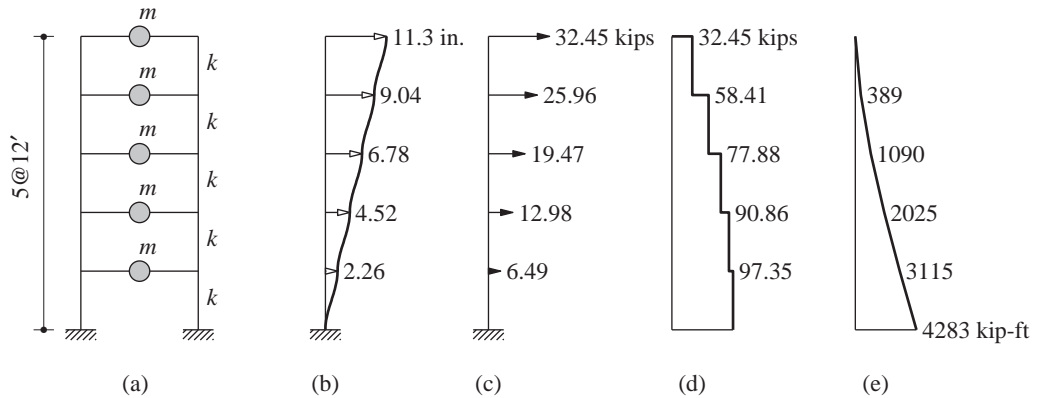 m
k
m
k
m
k
m
k
m
k
5@12′
(a)
11.3 in.
9.04
6.78
4.52
2.26
(b)
32.45 kips
25.96
19.47
12.98
6.49
(c)
32.45 kips
58.41
77.88
90.86
97.35
(d)
389
1090
2025
3115
4283 kip-ft
(e)